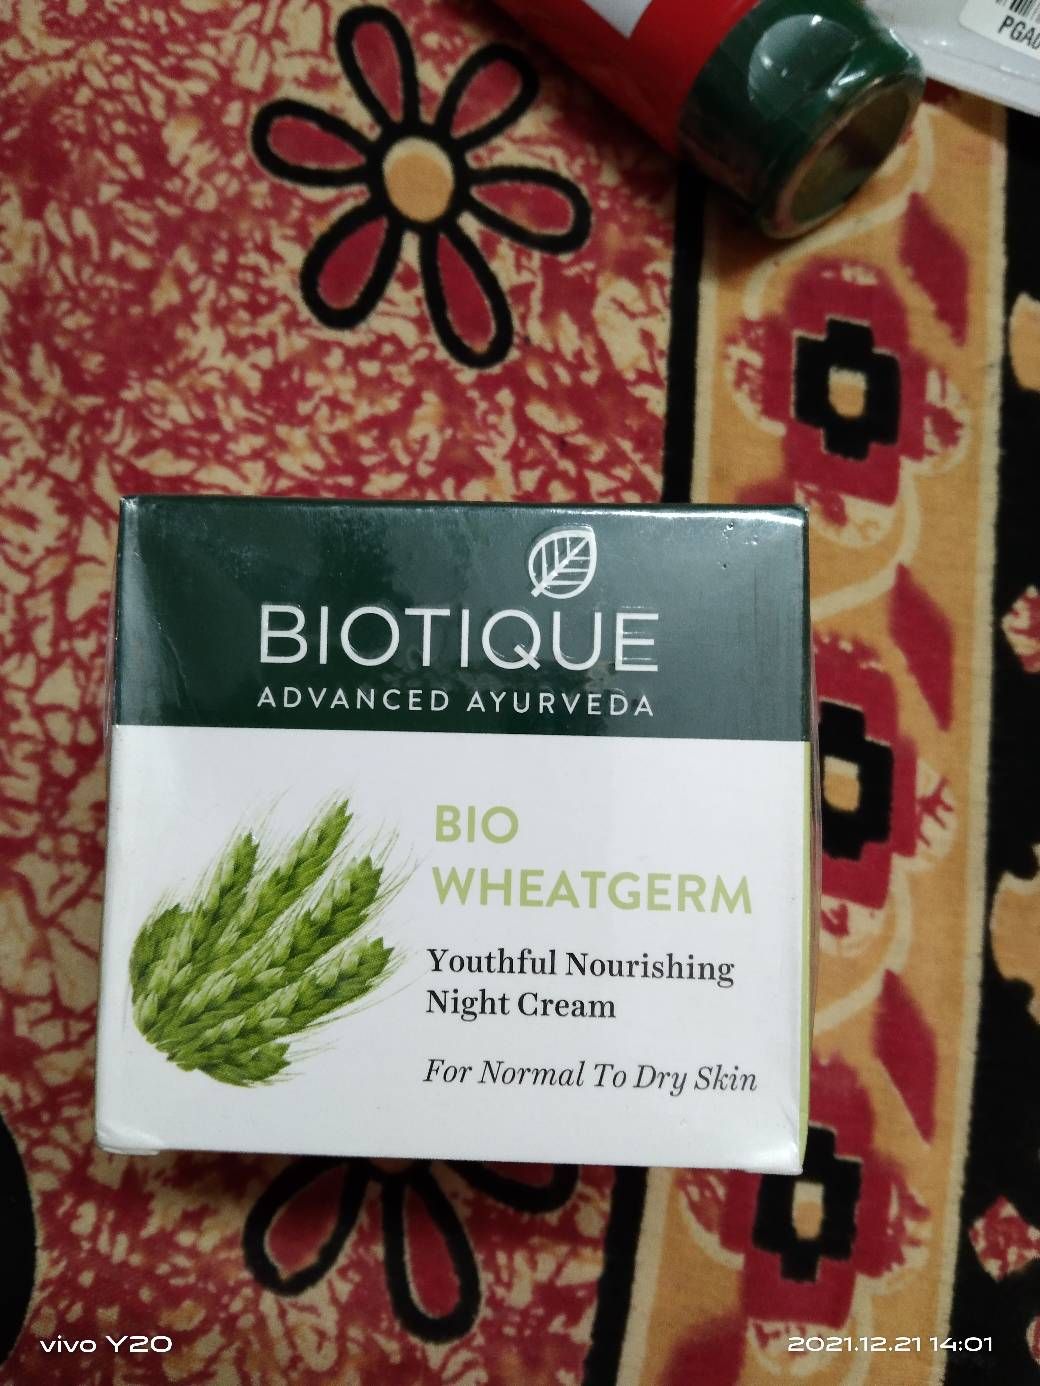 PGA
BIOTIQUE
ADVANCED AYURVEDA
BIO
WHEATGERM
Youthful Nourishing
Night Cream
For Normal To Dry Skin
vivo Y20
2021.12.21 14:01